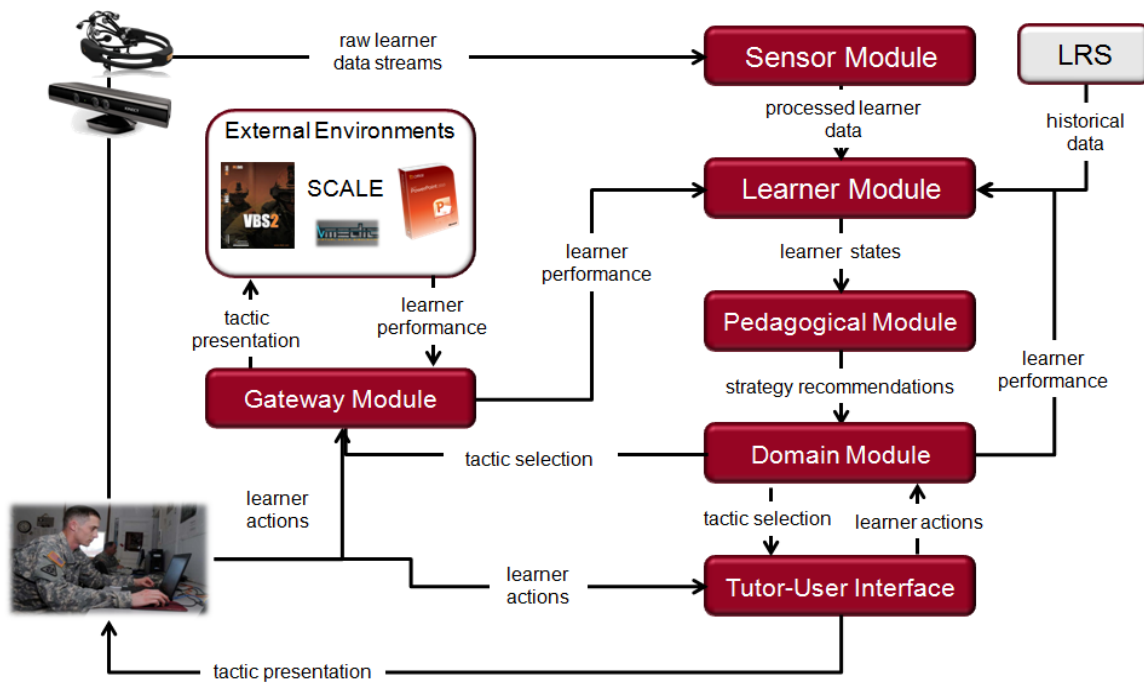 raw learner
data streams
Sensor Module
LRS
processed learner
data
historical
data
External Environments
SCALE
VBS2
PowerPoint
vmedic
Learner Module
learner
performance
learner states
tactic
presentation
learner
performance
Pedagogical Module
strategy recommendations
learner
performance
Gateway Module
tactic selection
Domain Module
learner
actions
tactic selection
learner actions
learner
actions
Tutor-User Interface
tactic presentation